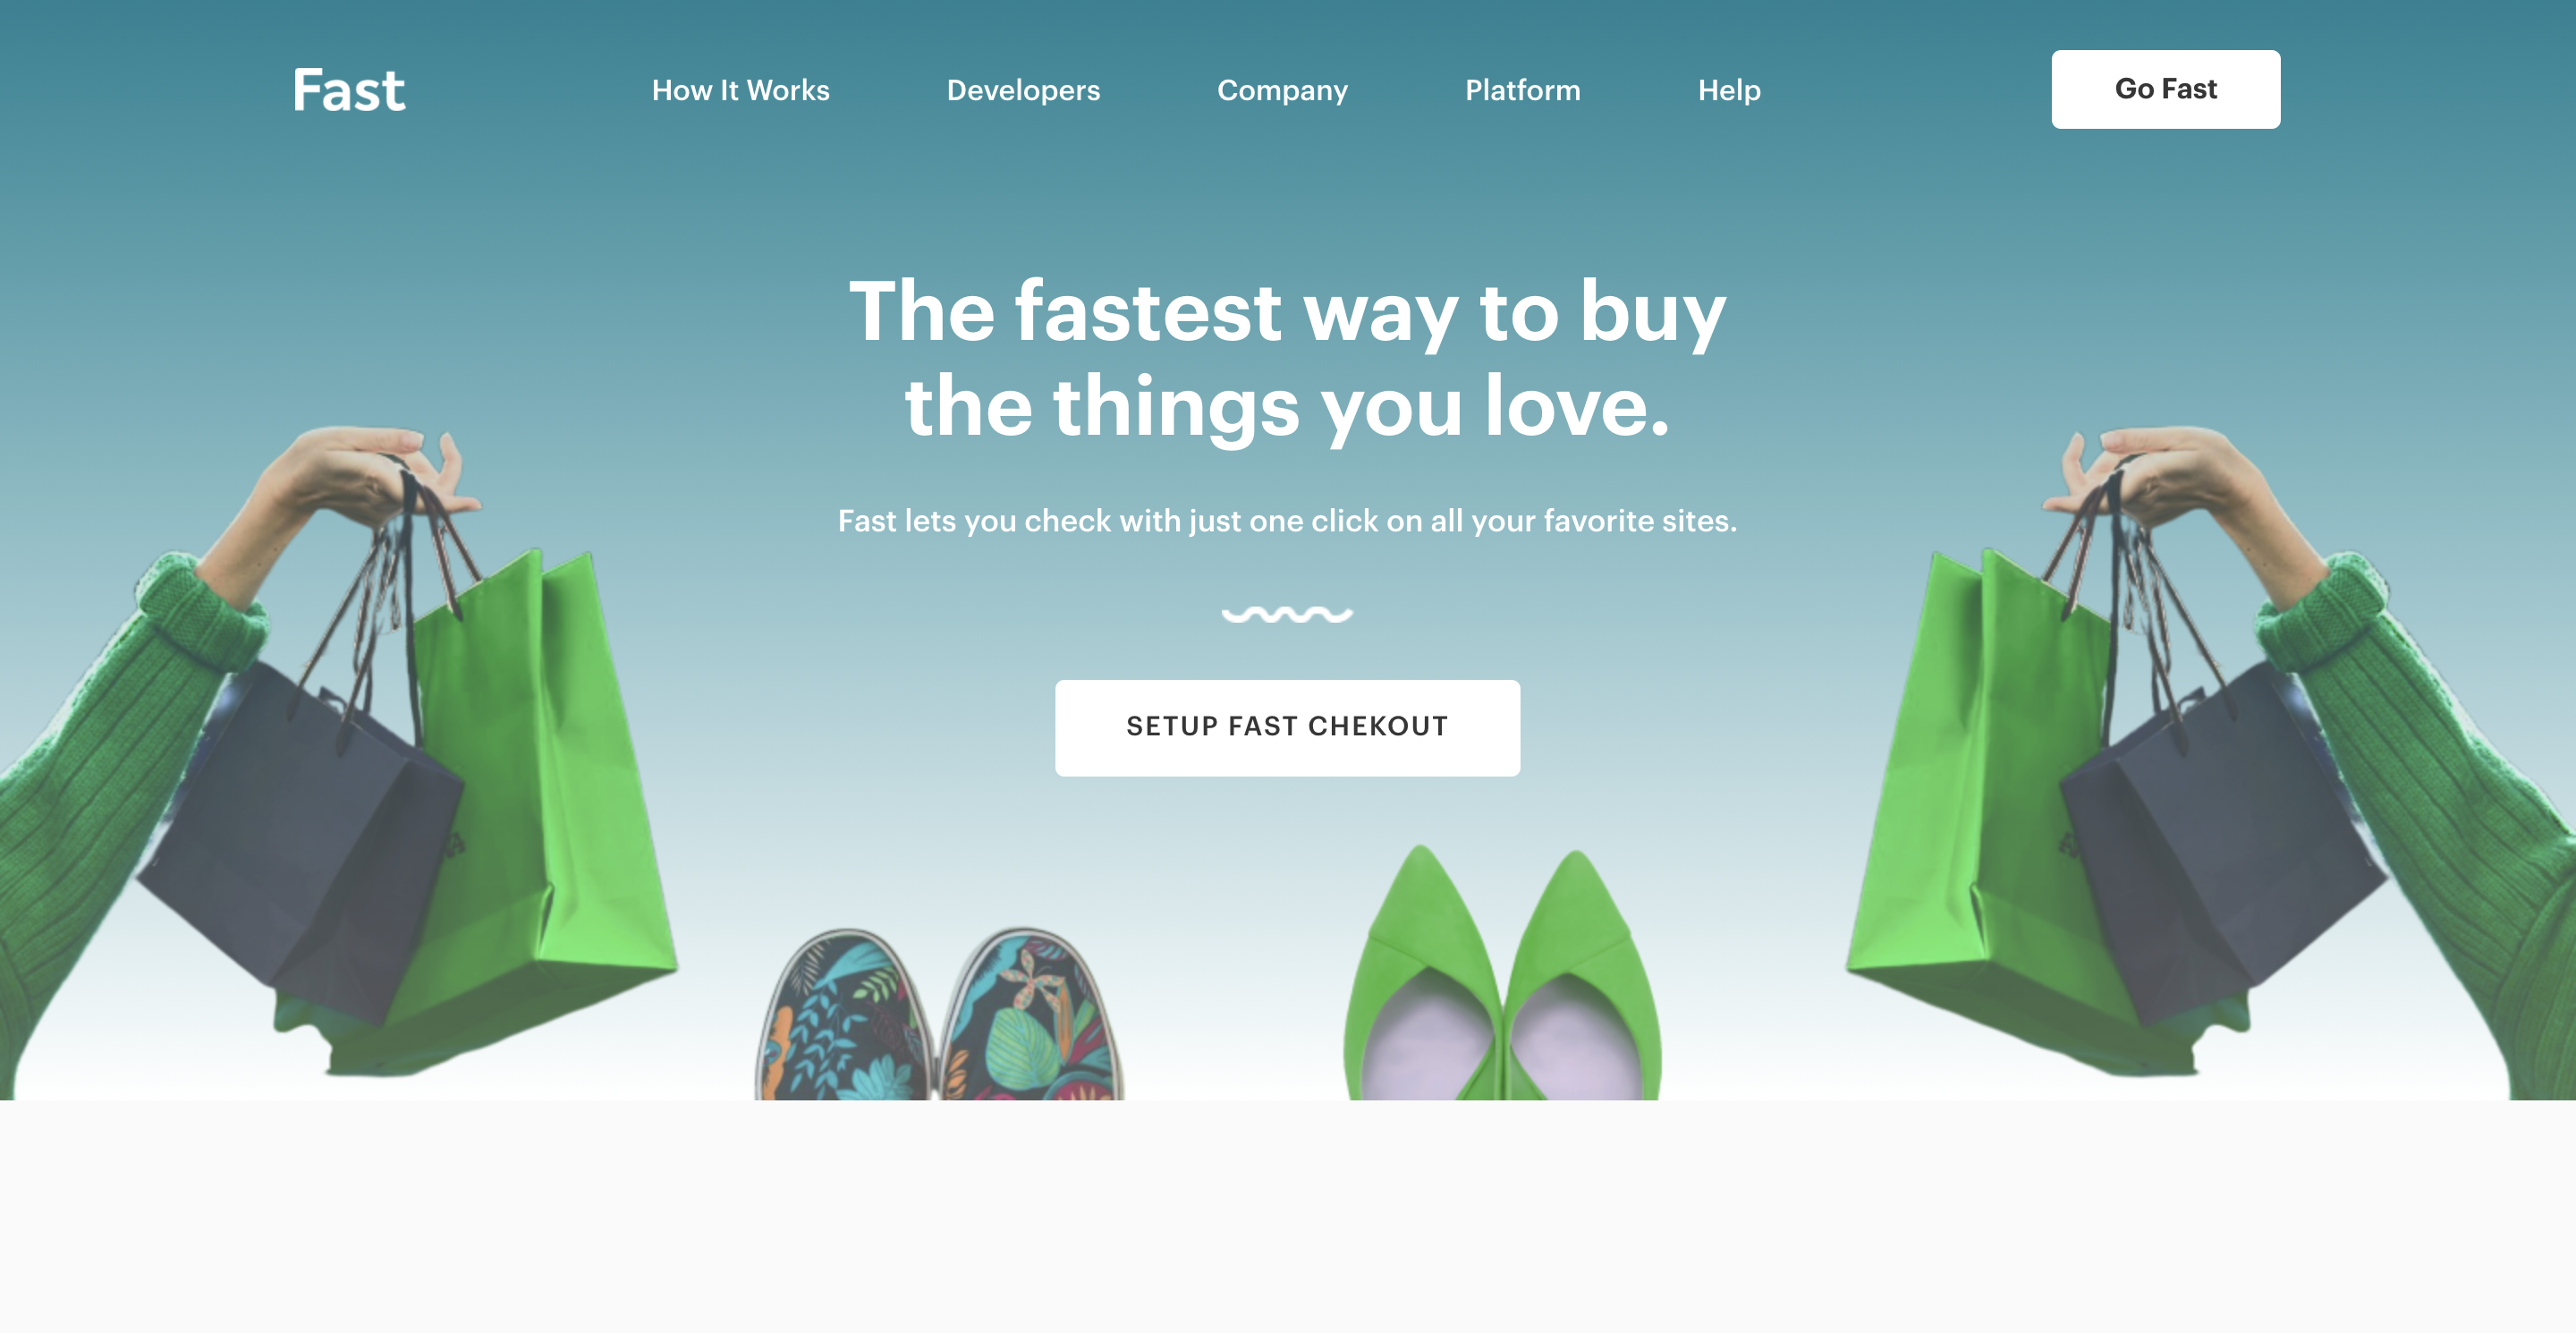 Fast
How It Works
Developers
Company
Platform
Help
Go Fast
The fastest way to buy
the things you love.
Fast lets you check with just one click on all your favorite sites.
SETUP FAST CHEKOUT